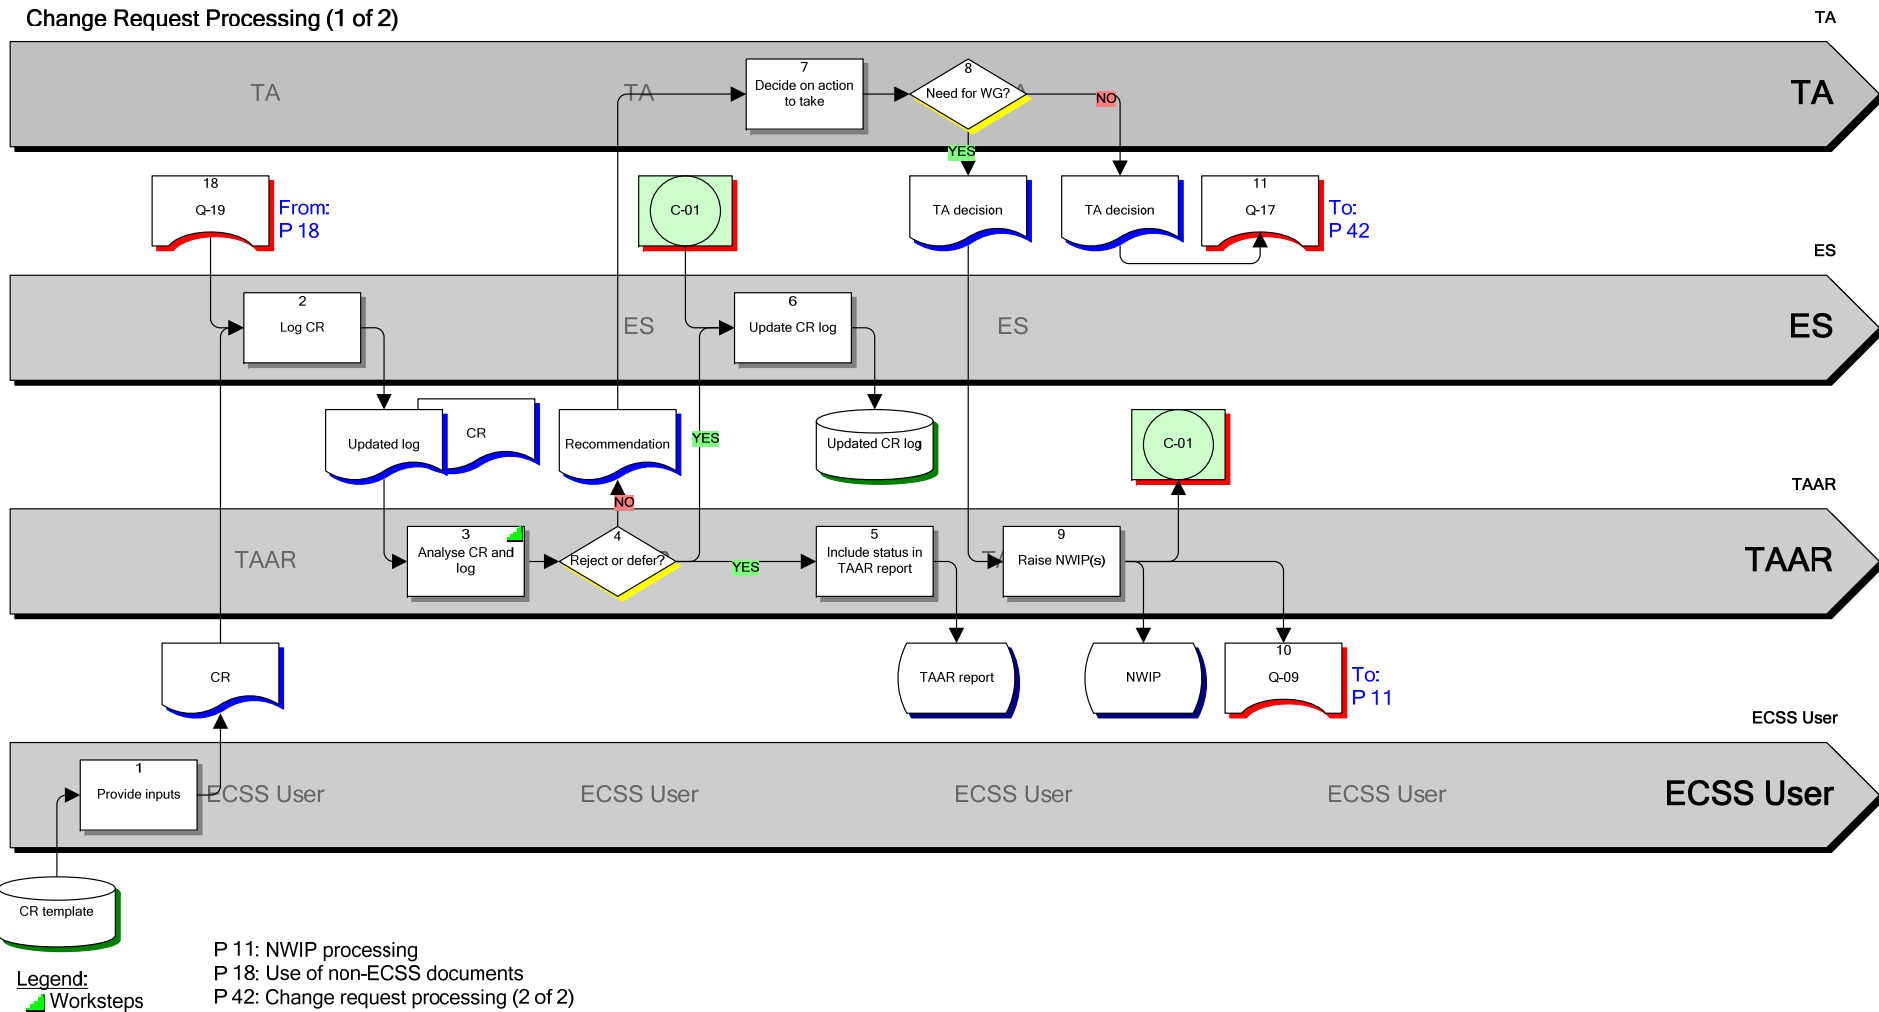 Change Request Processing (1 of 2)
TA
TA
TA
7
Decide on action
to take
8
Need for WG?
NO
TA
YES
18
Q-19
From:
P 18
C-01
TA decision
TA decision
11
Q-17
To:
P 42
ES
2
Log CR
ES
6
Update CR log
ES
ES
Updated log
CR
Recommendation
YES
Updated CR log
C-01
TAAR
NO
TAAR
3
Analyse CR and
log
4
Reject or defer?
YES
5
Include status in
TAAR report
9
Raise NWIP(s)
TAAR
CR
TAAR report
NWIP
10
Q-09
To:
P 11
ECSS User
1
Provide inputs
ECSS User
ECSS User
ECSS User
ECSS User
ECSS User
CR template
P 11: NWIP processing
P 18: Use of non-ECSS documents
P 42: Change request processing (2 of 2)
Legend:
Worksteps